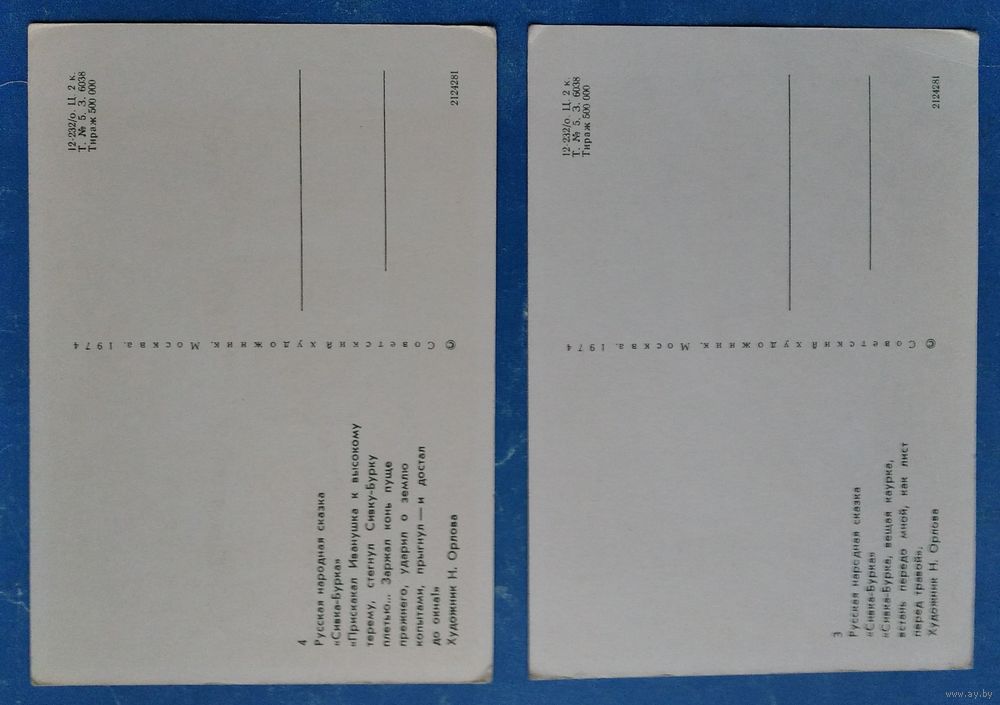 4
Русская народная сказка
«Сивка-Бурка»
«Прискакал Иванушка к высокому
терему, стегнул Сивку-Бурку
плетью... Заржал конь пуще
прежнего, ударил о землю
копытами, прыгнул — и достал
до окна!»
Художник Н. Орлова
© Советский художник. Москва. 1974
12-232/о. Ц. 2 к.
Т. № 5. З. 6038
Тираж 500 000
2124281
3
Русская народная сказка
«Сивка-Бурка»
«Сивка-Бурка, вещая каурка,
встань передо мной, как лист
перед травой».
Художник Н. Орлова
© Советский художник. Москва. 1974
12-232/о. Ц. 2 к.
Т. № 5. З. 6038
Тираж 500 000
2124281
www.ay.by